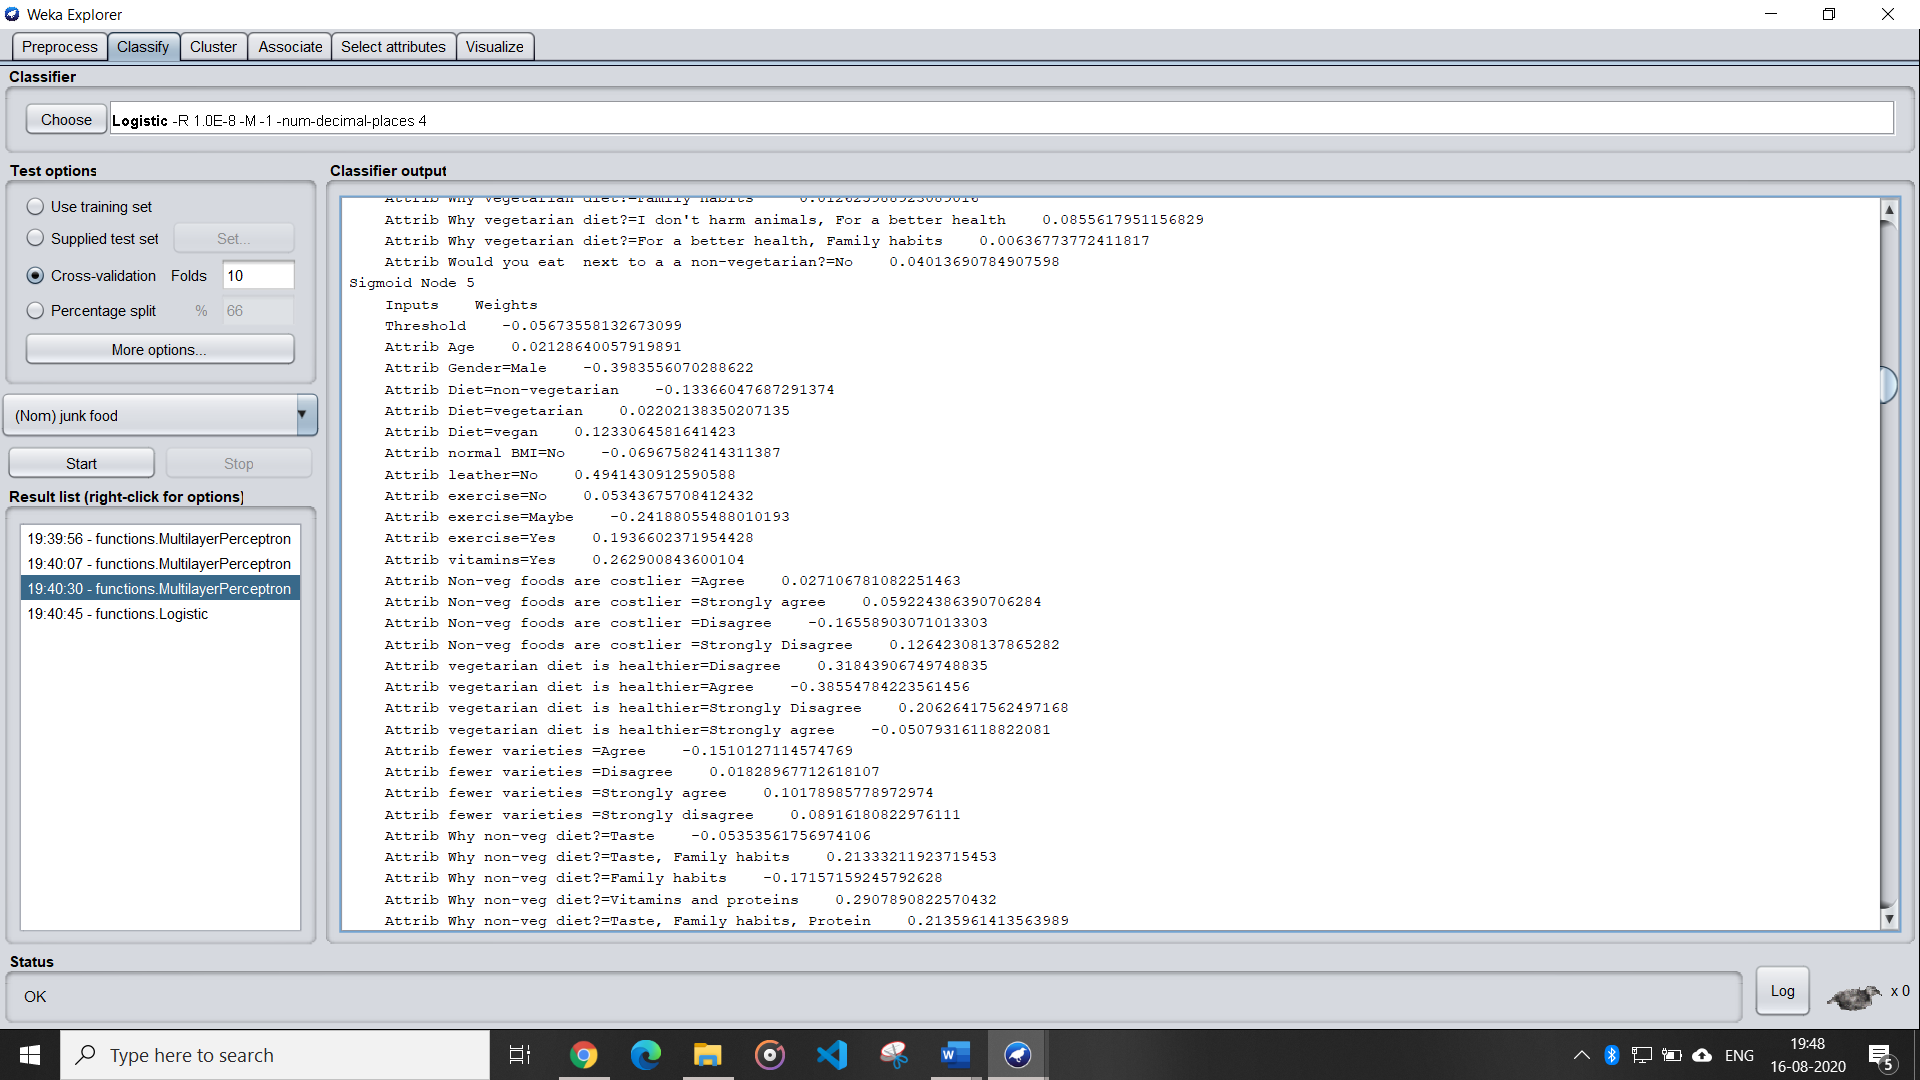 Weka Explorer
Preprocess Classify Cluster Associate Select attributes Visualize
Classifier
Choose Logistic -R 1.0E-8 -M -1 -num-decimal-places 4
Test options
Use training set
Supplied test set Set...
Cross-validation Folds 10
Percentage split % 66
More options...
(Nom) junk food
Start Stop
Result list (right-click for options)
19:39:56 - functions.MultilayerPerceptron
19:40:07 - functions.MultilayerPerceptron
19:40:30 - functions.MultilayerPerceptron
19:40:45 - functions.Logistic
Classifier output
Attrib Why vegetarian diet?=Family habits
Attrib Why vegetarian diet?=I don't harm animals, For a better health 0.0855617951156829
Attrib Why vegetarian diet?=For a better health, Family habits 0.00636773772411817
Attrib Would you eat  next to a a non-vegetarian?=No 0.04013690784907598
Sigmoid Node 5
Inputs Weights
Threshold -0.05673558132673099
Attrib Age 0.02128640057919891
Attrib Gender=Male -0.3983556070288622
Attrib Diet=non-vegetarian -0.13366047687291374
Attrib Diet=vegetarian 0.02202138350207135
Attrib Diet=vegan 0.1233064581641423
Attrib normal BMI=No -0.06967582414311387
Attrib leather=No 0.4941430912590588
Attrib exercise=No 0.05343675708412432
Attrib exercise=Maybe -0.24188055488010193
Attrib exercise=Yes 0.1936602371954428
Attrib vitamins=Yes 0.262900843600104
Attrib Non-veg foods are costlier =Agree 0.027106781082251463
Attrib Non-veg foods are costlier =Strongly agree 0.059224386390706284
Attrib Non-veg foods are costlier =Disagree -0.16558903071013303
Attrib Non-veg foods are costlier =Strongly Disagree 0.12642308137865282
Attrib vegetarian diet is healthier=Disagree 0.31843906749748835
Attrib vegetarian diet is healthier=Agree -0.38554784223561456
Attrib vegetarian diet is healthier=Strongly Disagree 0.20626417562497168
Attrib vegetarian diet is healthier=Strongly agree -0.05079316118822081
Attrib fewer varieties =Agree -0.1510127114574769
Attrib fewer varieties =Disagree 0.01828967712618107
Attrib fewer varieties =Strongly agree 0.10178985778972974
Attrib fewer varieties =Strongly disagree 0.08916180822976111
Attrib Why non-veg diet?=Taste -0.05353561756974106
Attrib Why non-veg diet?=Taste, Family habits 0.21333211923715453
Attrib Why non-veg diet?=Family habits -0.17157159245792628
Attrib Why non-veg diet?=Vitamins and proteins 0.2907890822570432
Attrib Why non-veg diet?=Taste, Family habits, Protein 0.2135961413563989
Status
OK
Log
x 0
Type here to search
ENG
19:48
16-08-2020
5